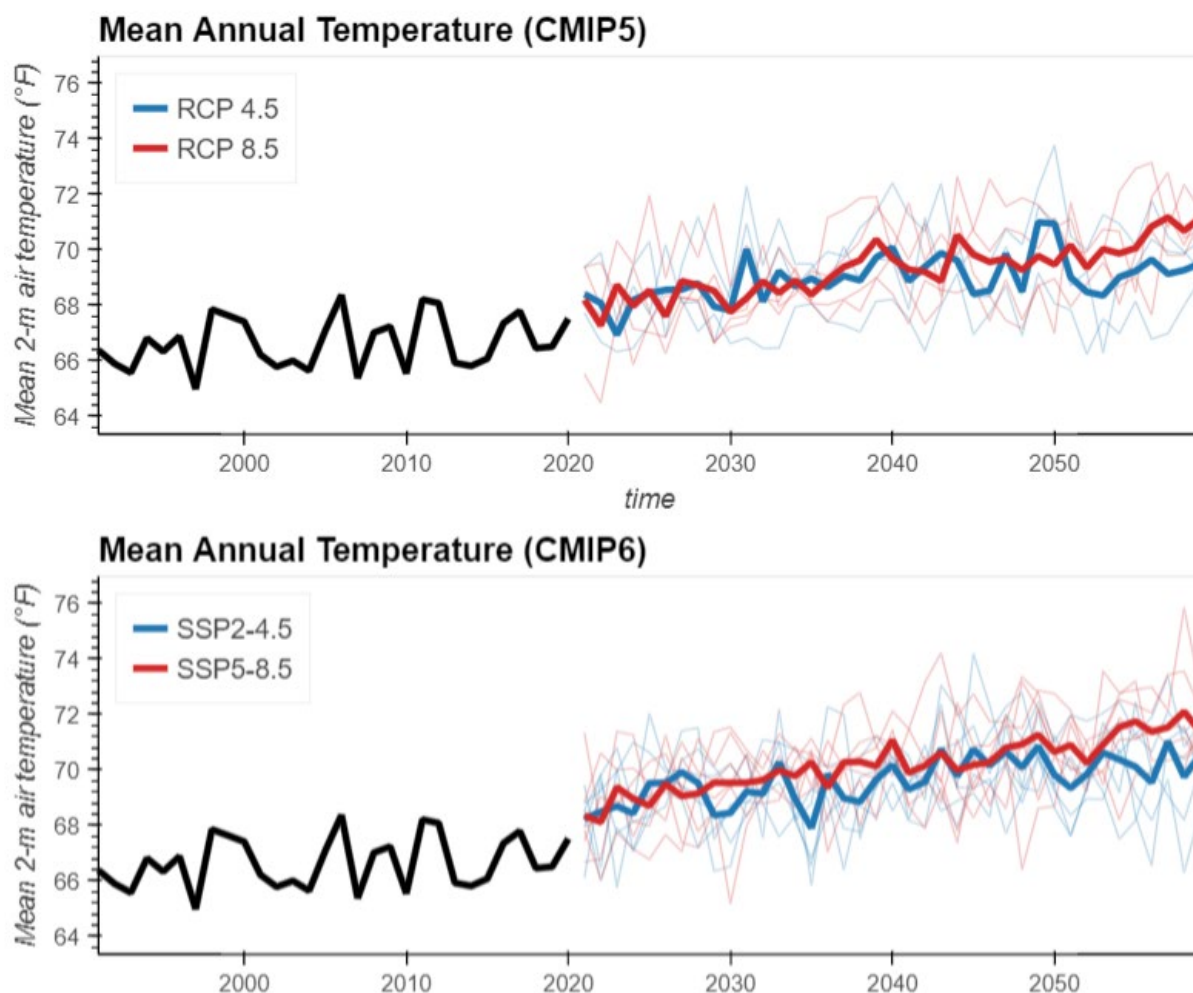 Mean Annual Temperature (CMIP5)
Mean 2-m air temperature (°F)
76
74
72
70
68
66
64
RCP 4.5
RCP 8.5
2000 2010 2020 2030 2040 2050
time
Mean Annual Temperature (CMIP6)
Mean 2-m air temperature (°F)
76
74
72
70
68
66
64
SSP2-4.5
SSP5-8.5
2000 2010 2020 2030 2040 2050